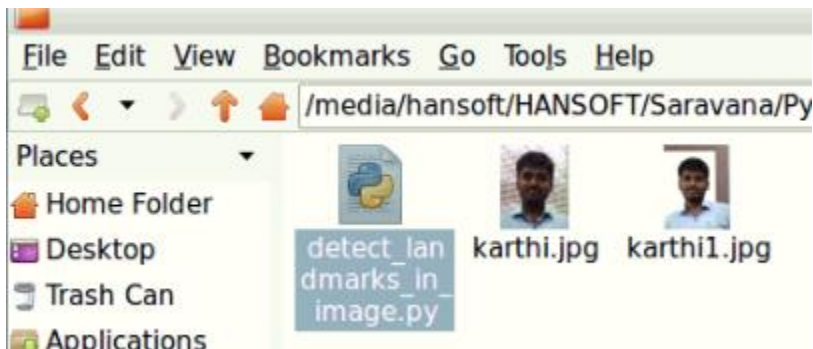 File Edit View Bookmarks Go Tools Help
/media/hansoft/HANSOFT/Saravana/Py
Places
Home Folder
Desktop
Trash Can
Applications
detect_lan
dmarks_in_
image.py
karthi.jpg
karthi1.jpg